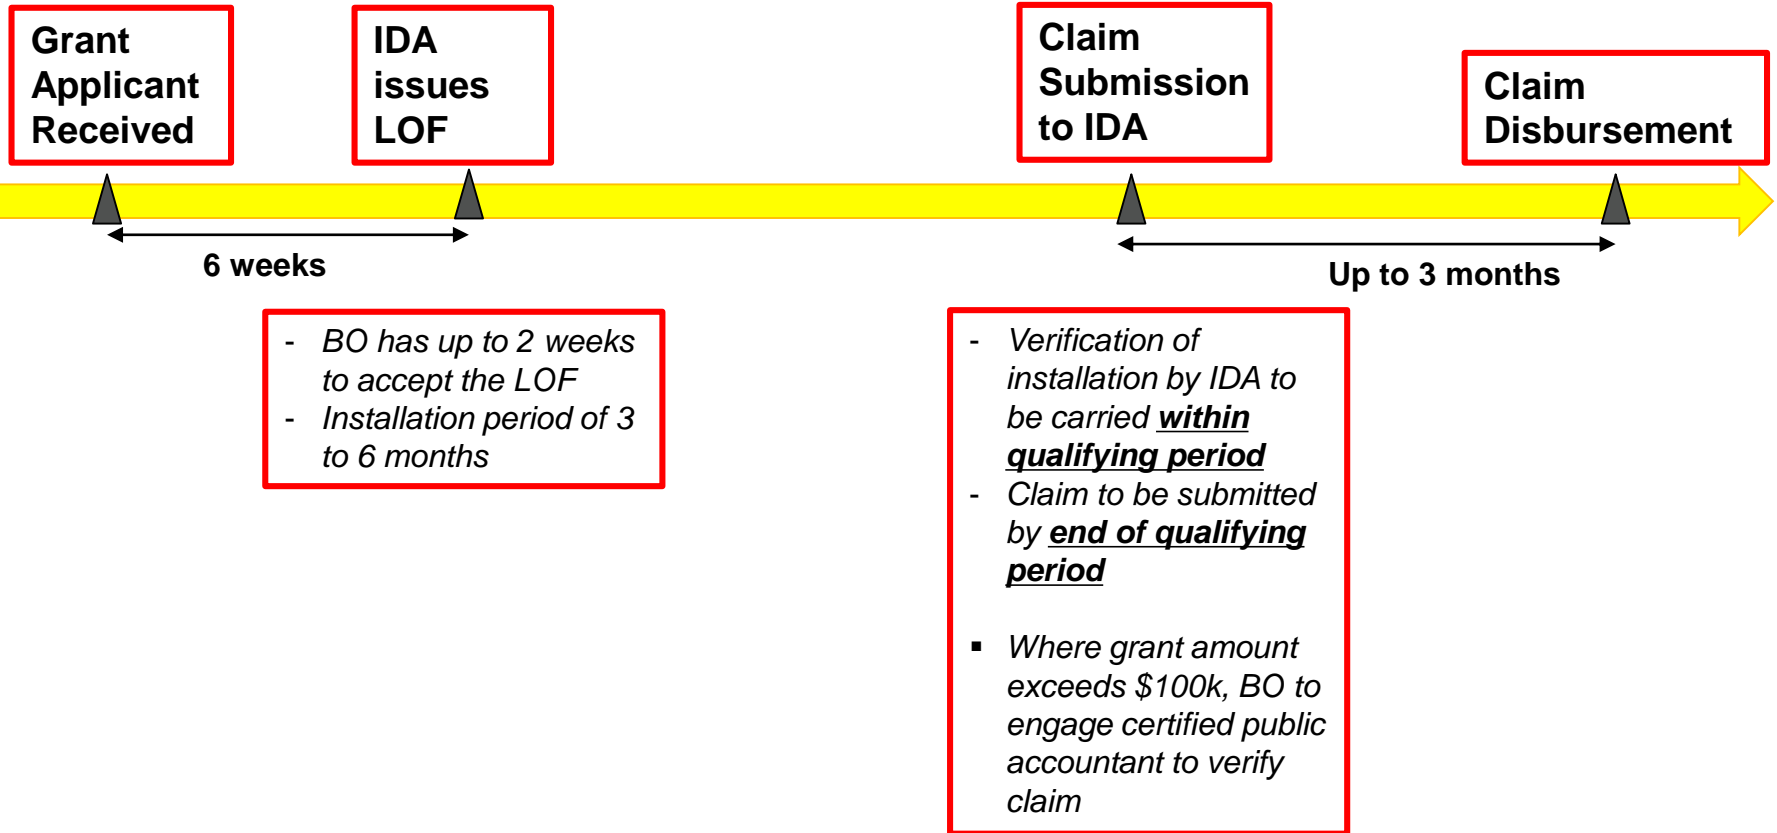 Grant
Applicant
Received
IDA
issues
LOF
Claim
Submission
to IDA
Claim
Disbursement
6 weeks
Up to 3 months
- BO has up to 2 weeks
to accept the LOF
- Installation period of 3
to 6 months
- Verification of
installation by IDA to
be carried within
qualifying period
- Claim to be submitted
by end of qualifying
period
▪ Where grant amount
exceeds $100k, BO to
engage certified public
accountant to verify
claim